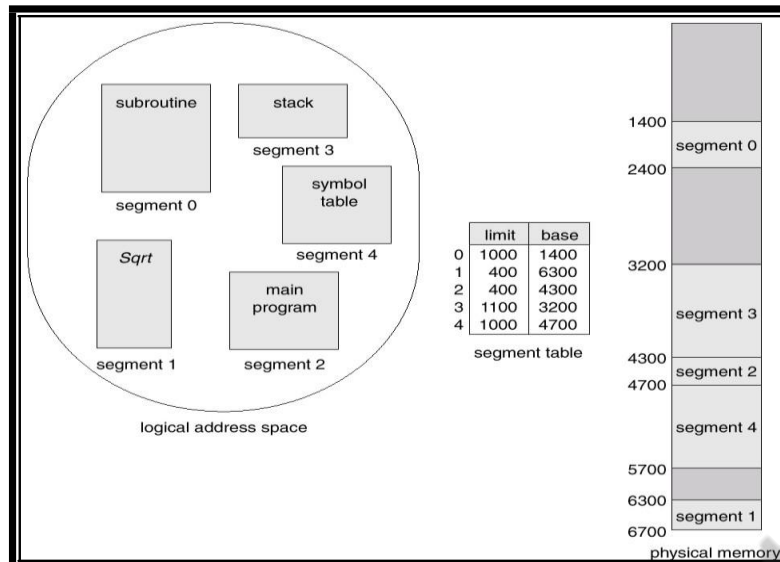 subroutine
segment 0
stack
segment 3
symbol
table
segment 4
Sqrt
segment 1
main
program
segment 2
logical address space
limit base
0 1000 1400
1 400 6300
2 400 4300
3 1100 3200
4 1000 4700
segment table
1400
segment 0
2400
3200
segment 3
4300
segment 2
4700
segment 4
5700
6300
segment 1
6700
physical memory